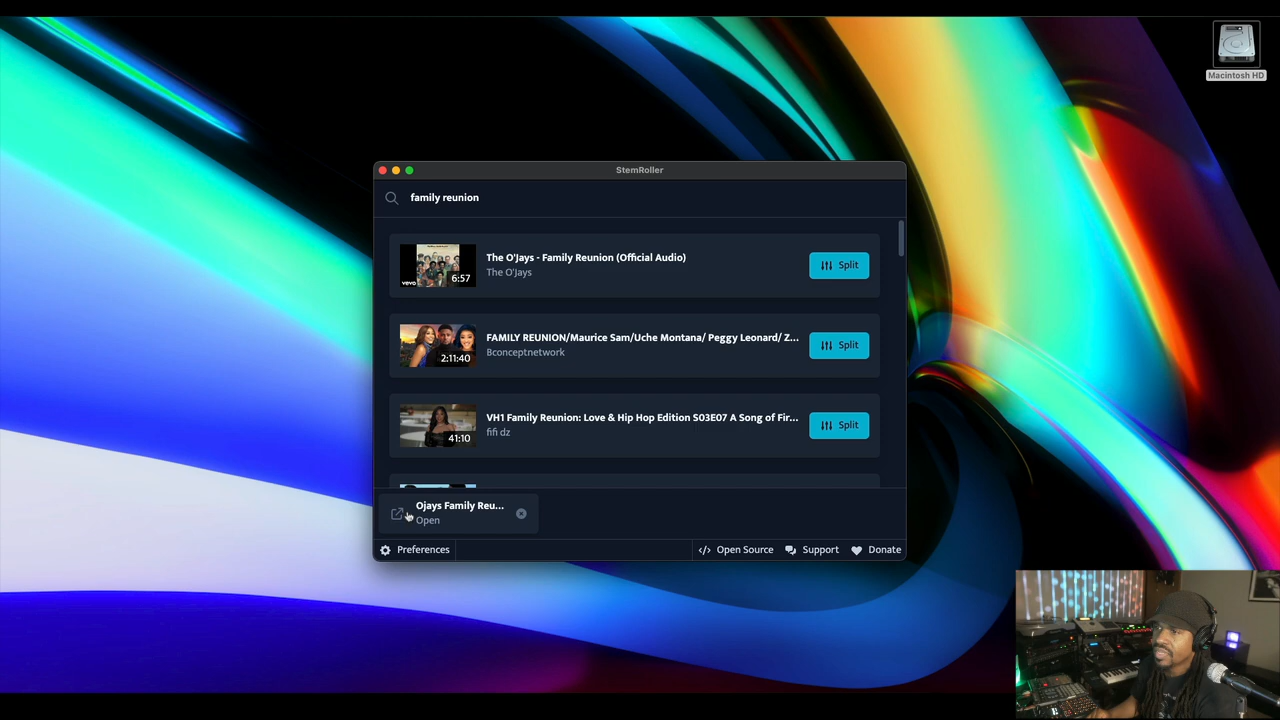 Macintosh HD
StemRoller
family reunion
vevo
6:57
The O'Jays - Family Reunion (Official Audio)
The O'Jays
Split
2:11:40
FAMILY REUNION/Maurice Sam/Uche Montana/ Peggy Leonard/ Z...
Bconceptnetwork
Split
41:10
VH1 Family Reunion: Love & Hip Hop Edition S03E07 A Song of Fir...
fifi dz
Split
Ojays Family Reu...
Open
Preferences
Open Source
Support
Donate